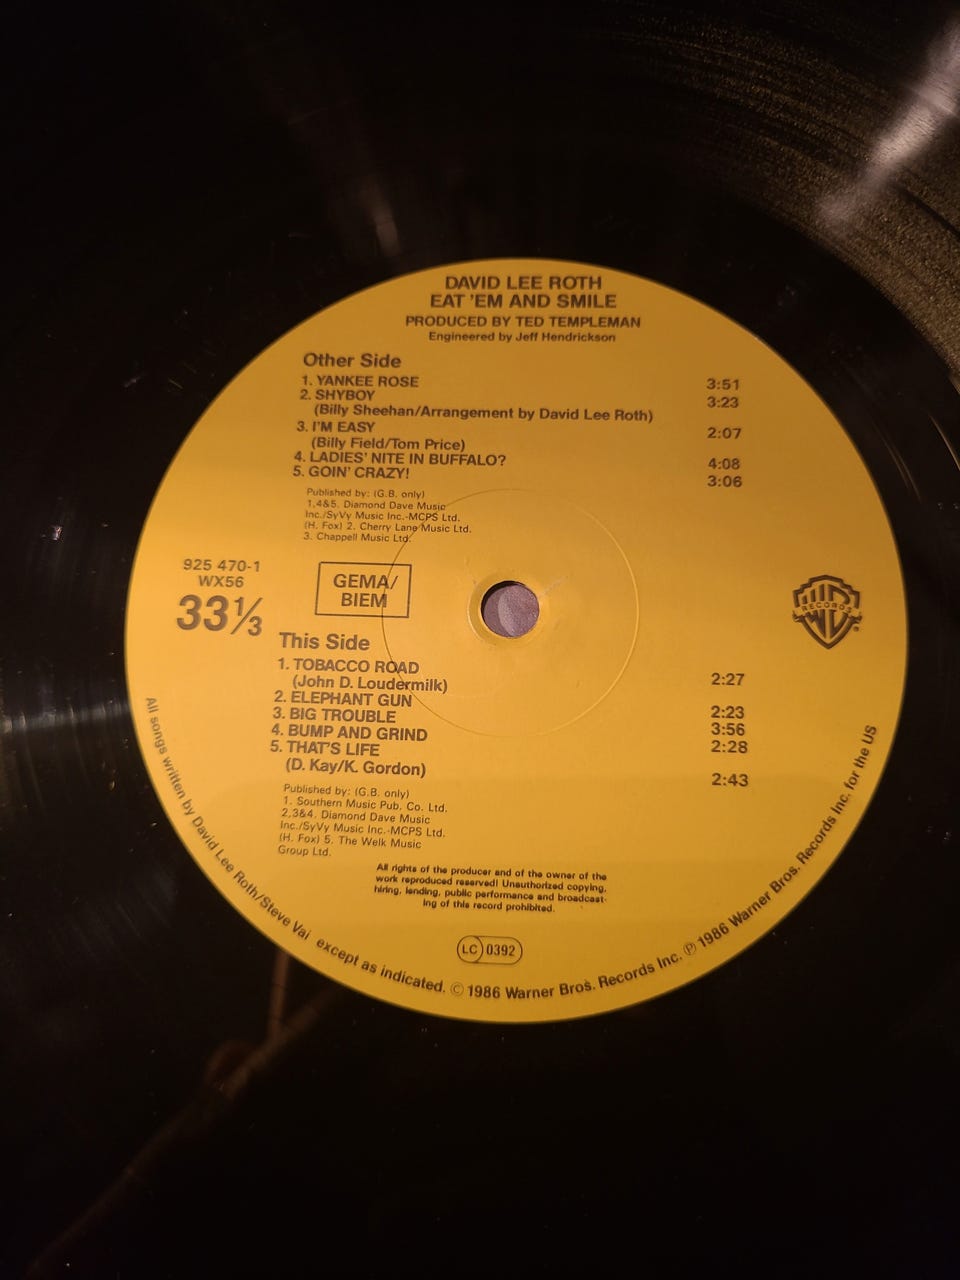 DAVID LEE ROTH
EAT 'EM AND SMILE
PRODUCED BY TED TEMPLEMAN
Engineered by Jeff Hendrickson
Other Side
1. YANKEE ROSE 3:51
2. SHYBOY 3:23
(Billy Sheehan/Arrangement by David Lee Roth)
3. I'M EASY 2:07
(Billy Field/Tom Price)
4. LADIES' NITE IN BUFFALO? 4:08
5. GOIN' CRAZY! 3:06
Published by: (G.B. only)
1,4&5. Diamond Dave Music
Inc./SyVy Music Inc.-MCPS Ltd.
(H. Fox) 2. Cherry Lane Music Ltd.
3. Chappell Music Ltd.
925 470-1
WX56
33⅓
GEMA/
BIEM
W RECORDS
This Side
1. TOBACCO ROAD 2:27
(John D. Loudermilk)
2. ELEPHANT GUN 2:23
3. BIG TROUBLE 3:56
4. BUMP AND GRIND 2:28
5. THAT'S LIFE 2:43
(D. Kay/K. Gordon)
Published by: (G.B. only)
1. Southern Music Pub. Co. Ltd.
2,3&4. Diamond Dave Music
Inc./SyVy Music Inc.-MCPS Ltd.
(H. Fox) 5. The Welk Music
Group Ltd.
All rights of the producer and of the owner of the
work reproduced reserved! Unauthorized copying,
hiring, lending, public performance and broadcast-
ing of this record prohibited.
LC 0392
All songs written by David Lee Roth/Steve Vai except as indicated. © 1986 Warner Bros. Records Inc. ℗ 1986 Warner Bros. Records Inc. for the US